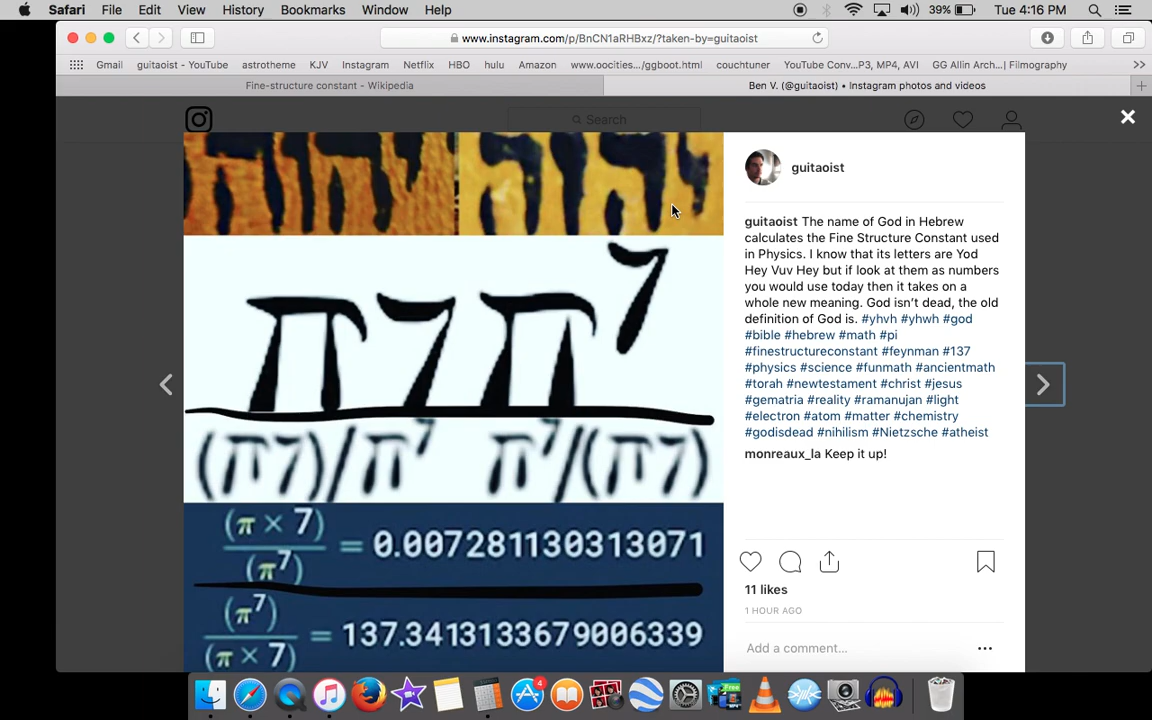 Safari File Edit View History Bookmarks Window Help 39% Tue 4:16 PM
www.instagram.com/p/BnCN1aRHBxz/?taken-by=guitaoist
Gmail guitaoist - YouTube astrotheme KJV Instagram Netflix HBO hulu Amazon www.oocities.../ggboot.html couchtuner YouTube Conv...P3, MP4, AVI GG Allin Arch...| Filmography >>
Fine-structure constant - Wikipedia Ben V. (@guitaoist) • Instagram photos and videos
Search
יהוה יהוה
ה ו ה י
(ו ה)/ה י ה י/(ו ה)
(π × 7)
(π⁷)
= 0.007281130313071
(π⁷)
(π × 7)
= 137.3413133679006339
guitaoist
guitaoist The name of God in Hebrew
calculates the Fine Structure Constant used
in Physics. I know that its letters are Yod
Hey Vuv Hey but if look at them as numbers
you would use today then it takes on a
whole new meaning. God isn't dead, the old
definition of God is. #yhvh #yhwh #god
#bible #hebrew #math #pi
#finestructureconstant #feynman #137
#physics #science #funmath #ancientmath
#torah #newtestament #christ #jesus
#gematria #reality #ramanujan #light
#electron #atom #matter #chemistry
#godisdead #nihilism #Nietzsche #atheist
monreaux_la Keep it up!
11 likes
1 HOUR AGO
Add a comment...
4
Free